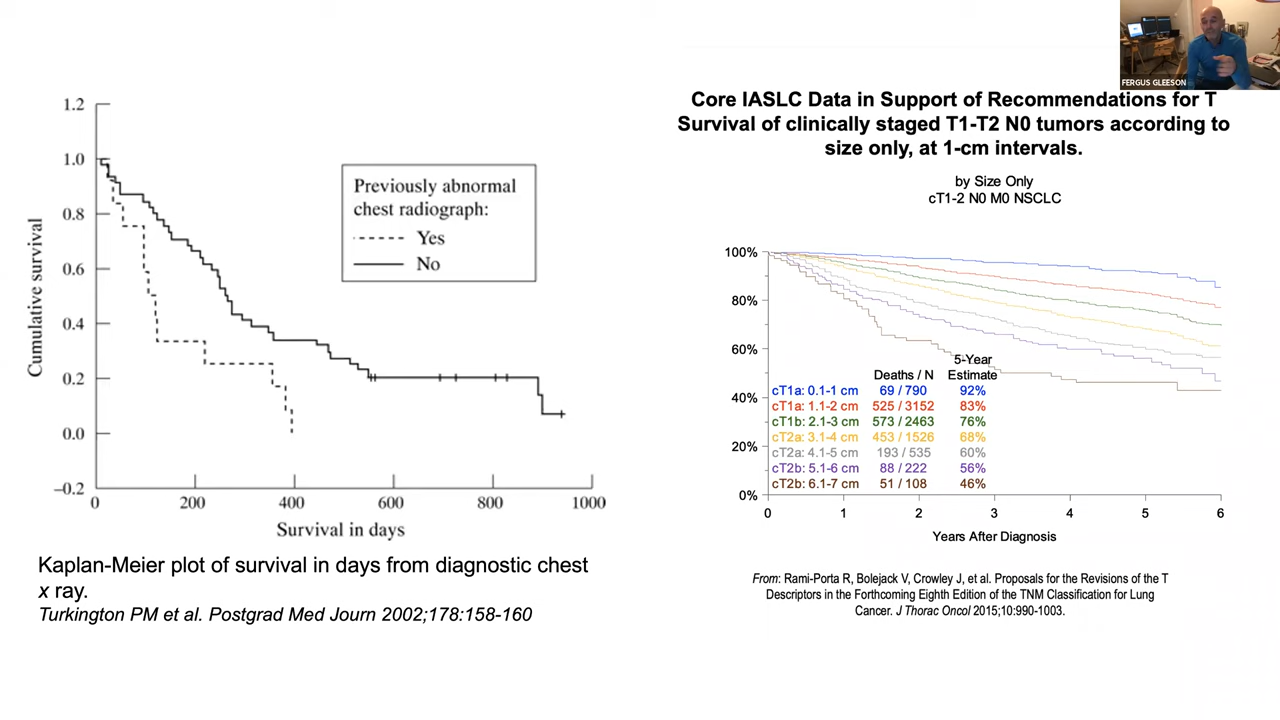 FERGUS GLEESON
1.2
1.0
0.8
0.6
0.4
0.2
0.0
–0.2
Cumulative survival
Previously abnormal
chest radiograph:
Yes
No
0
200
400
600
800
1000
Survival in days
Kaplan-Meier plot of survival in days from diagnostic chest
x ray.
Turkington PM et al. Postgrad Med Journ 2002;178:158-160
Core IASLC Data in Support of Recommendations for T
Survival of clinically staged T1-T2 N0 tumors according to
size only, at 1-cm intervals.
by Size Only
cT1-2 N0 M0 NSCLC
100%
80%
60%
40%
20%
0%
5-Year
Deaths / N Estimate
cT1a: 0.1-1 cm 69 / 790 92%
cT1a: 1.1-2 cm 525 / 3152 83%
cT1b: 2.1-3 cm 573 / 2463 76%
cT2a: 3.1-4 cm 453 / 1526 68%
cT2a: 4.1-5 cm 193 / 535 60%
cT2b: 5.1-6 cm 88 / 222 56%
cT2b: 6.1-7 cm 51 / 108 46%
0
1
2
3
4
5
6
Years After Diagnosis
From: Rami-Porta R, Bolejack V, Crowley J, et al. Proposals for the Revisions of the T
Descriptors in the Forthcoming Eighth Edition of the TNM Classification for Lung
Cancer. J Thorac Oncol 2015;10:990-1003.